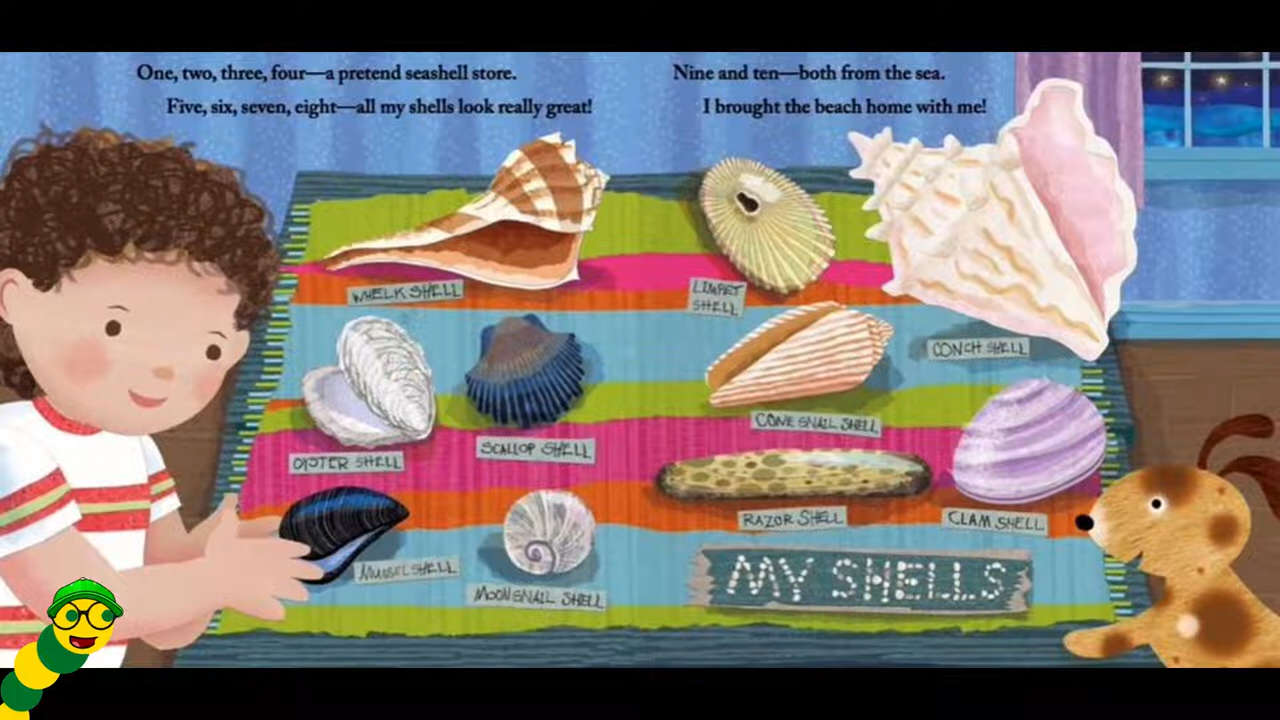 One, two, three, four—a pretend seashell store.
Five, six, seven, eight—all my shells look really great!
Nine and ten—both from the sea.
I brought the beach home with me!
WHELK SHELL
LIMPET
SHELL
CONCH SHELL
OYSTER SHELL
SCALLOP SHELL
CONE SNAIL SHELL
RAZOR SHELL
CLAM SHELL
MUSSEL SHELL
MOON SNAIL SHELL
MY SHELLS